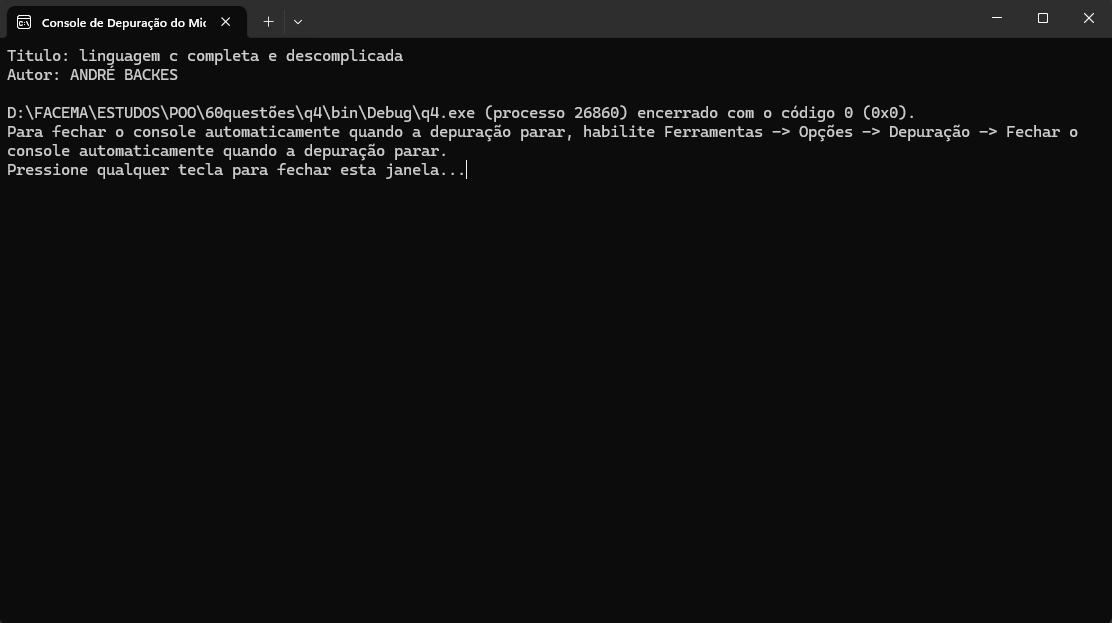 Console de Depuração do Mic
Titulo: linguagem c completa e descomplicada
Autor: ANDRÉ BACKES
D:\FACEMA\ESTUDOS\POO\60questões\q4\bin\Debug\q4.exe (processo 26860) encerrado com o código 0 (0x0).
Para fechar o console automaticamente quando a depuração parar, habilite Ferramentas -> Opções -> Depuração -> Fechar o
console automaticamente quando a depuração parar.
Pressione qualquer tecla para fechar esta janela...